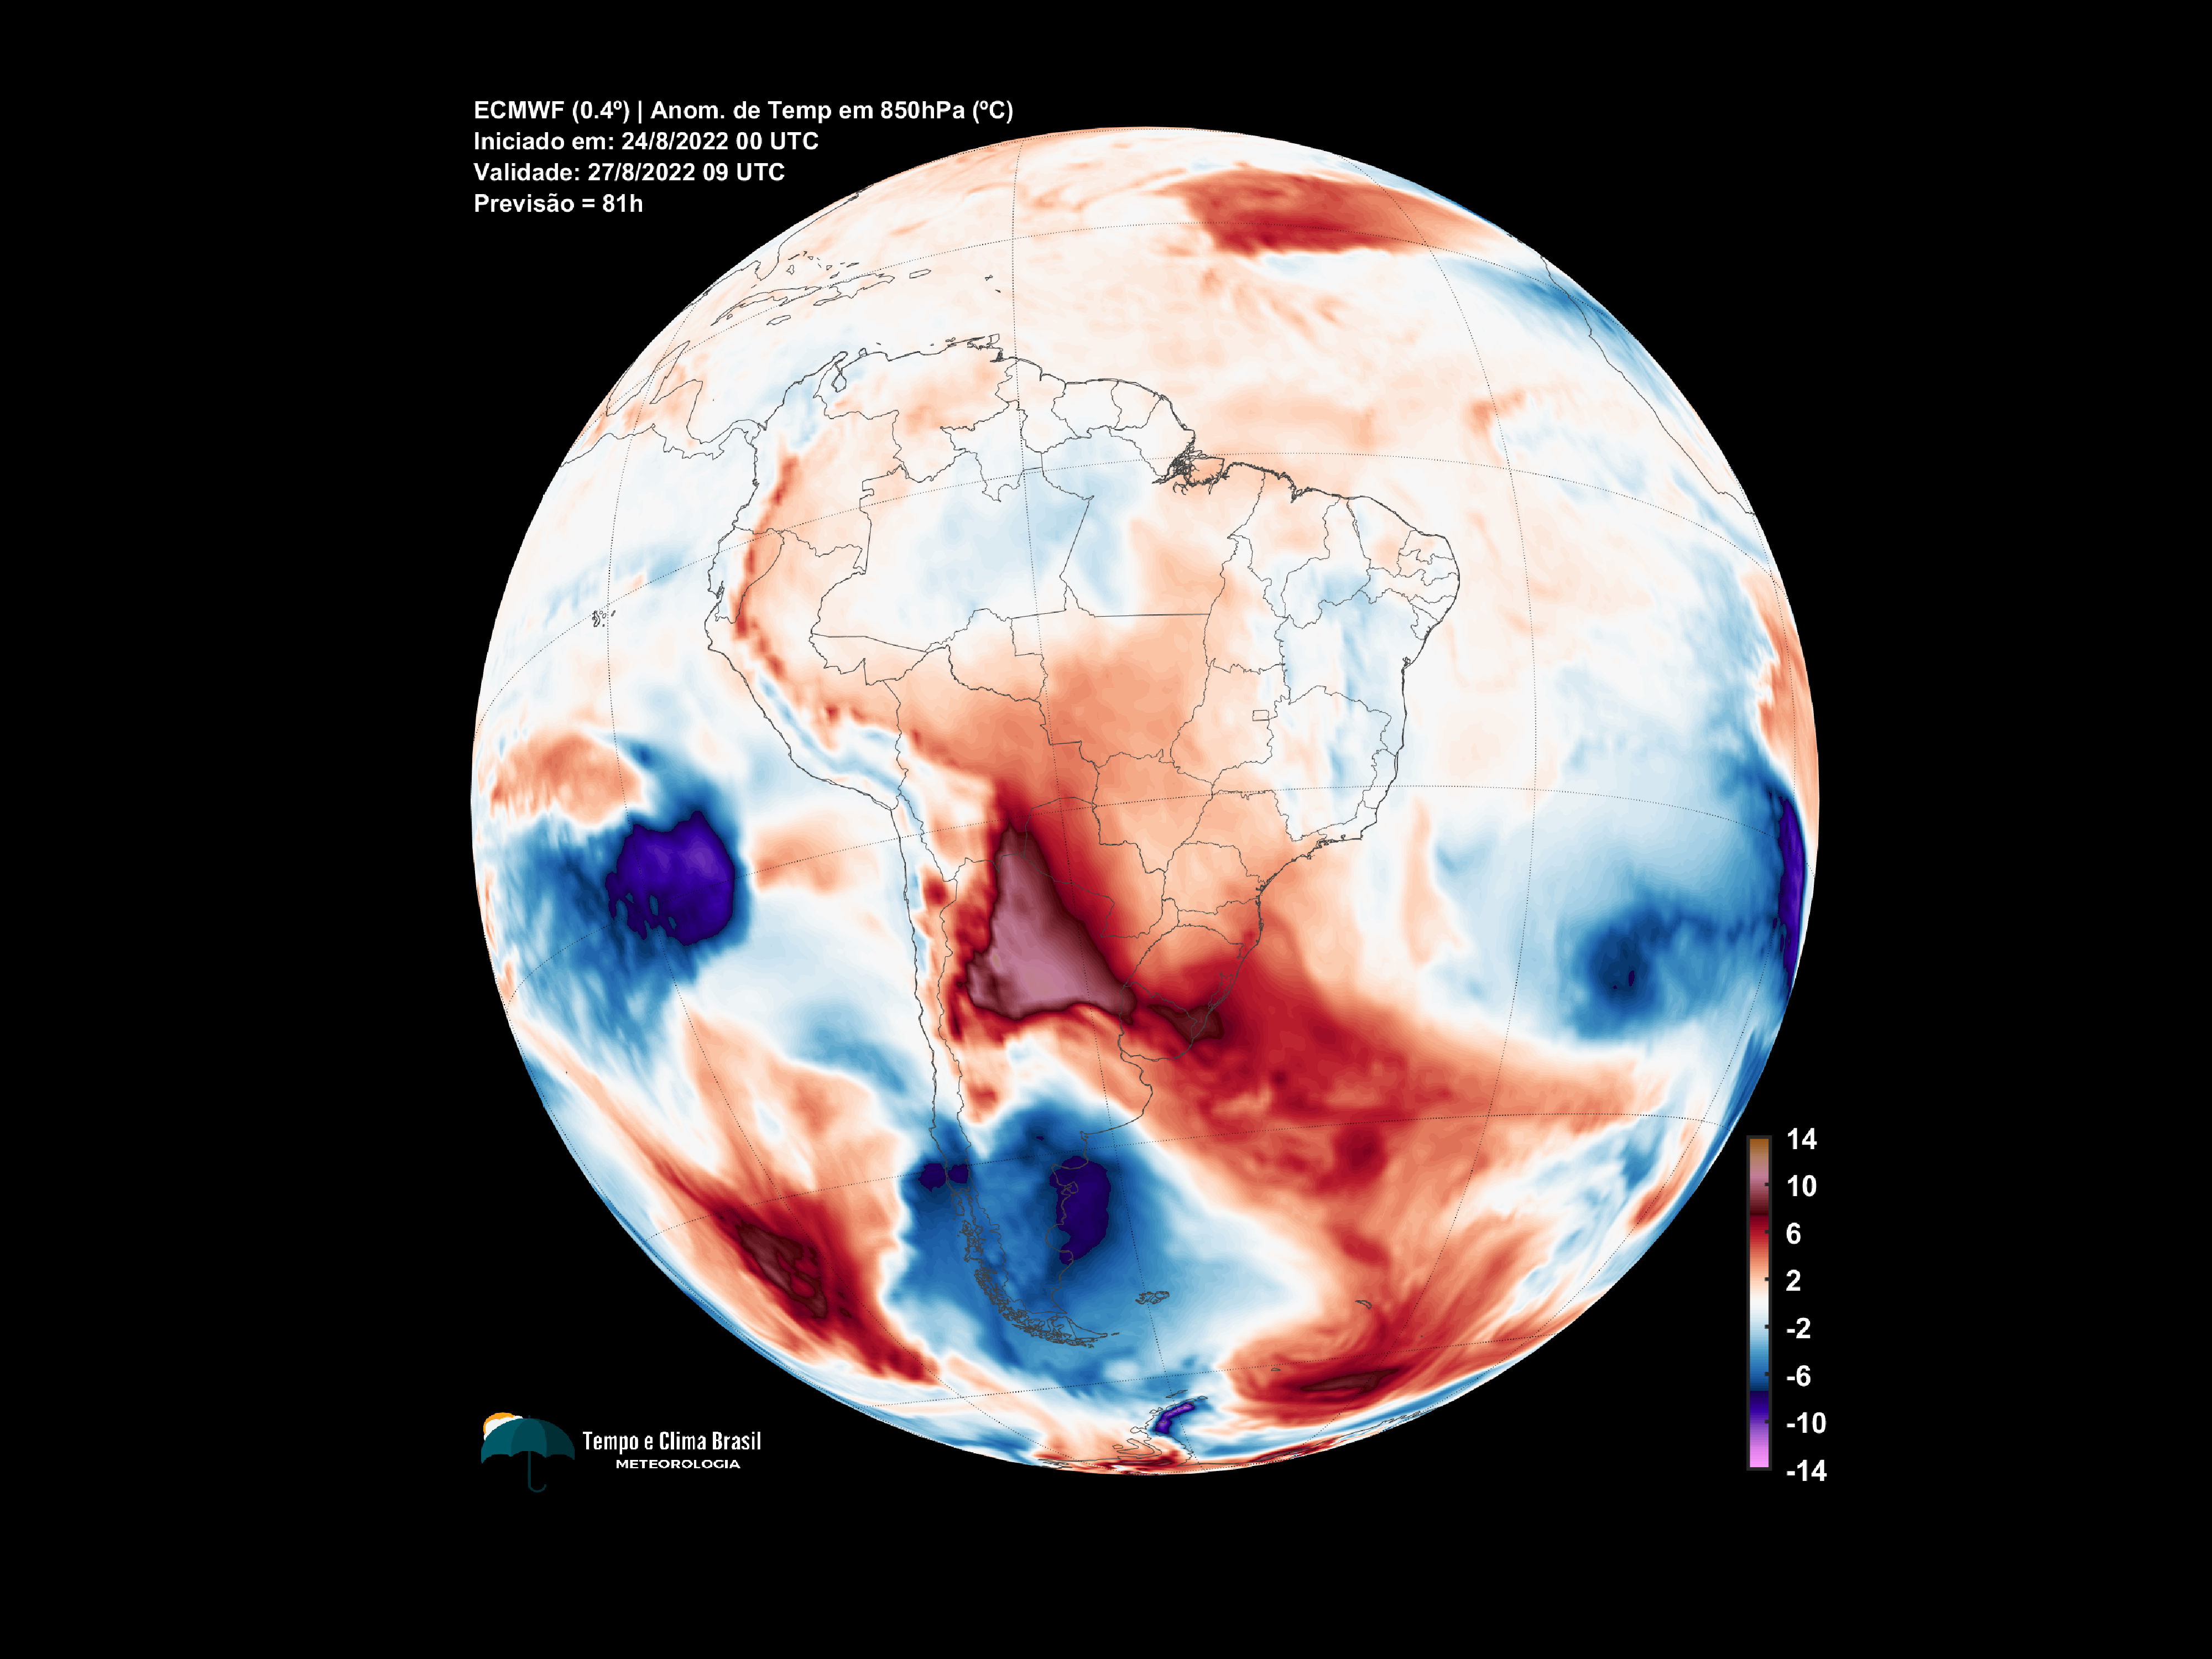 ECMWF (0.4º) | Anom. de Temp em 850hPa (ºC)
Iniciado em: 24/8/2022 00 UTC
Validade: 27/8/2022 09 UTC
Previsão = 81h
14
10
6
2
-2
-6
-10
-14
Tempo e Clima Brasil
METEOROLOGIA